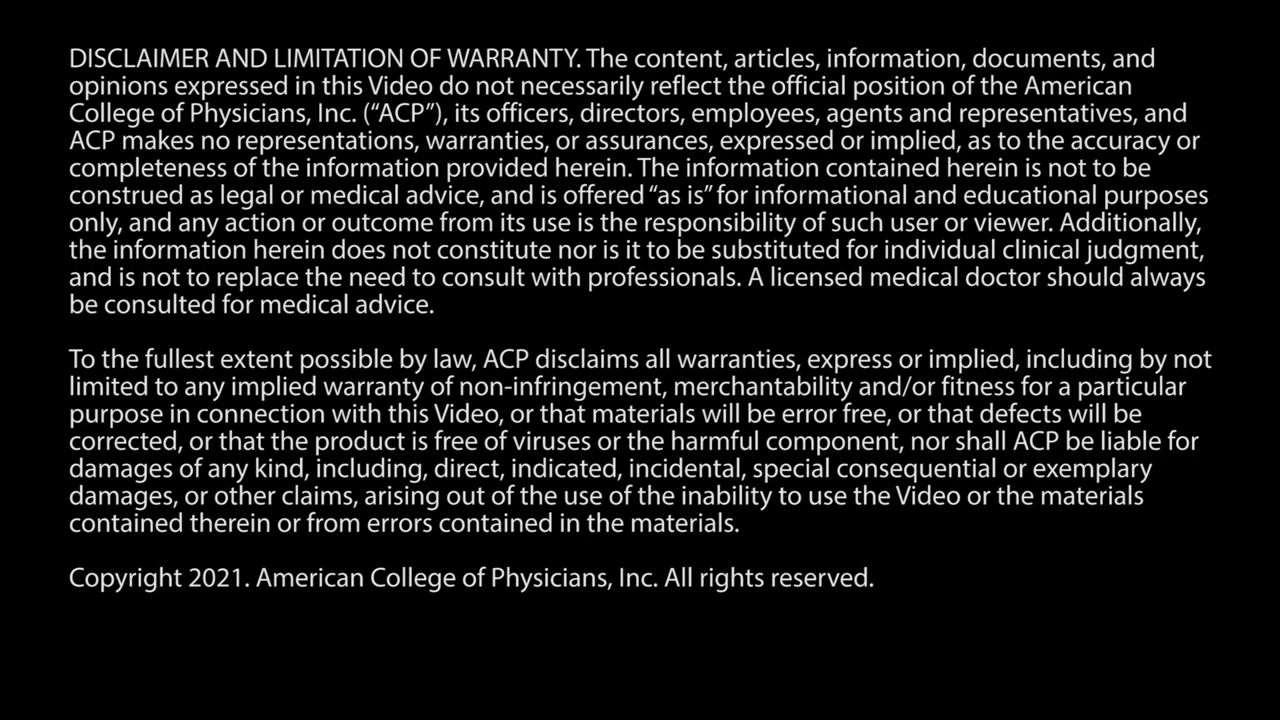 DISCLAIMER AND LIMITATION OF WARRANTY. The content, articles, information, documents, and
opinions expressed in this Video do not necessarily reflect the official position of the American
College of Physicians, Inc. (“ACP”), its officers, directors, employees, agents and representatives, and
ACP makes no representations, warranties, or assurances, expressed or implied, as to the accuracy or
completeness of the information provided herein. The information contained herein is not to be
construed as legal or medical advice, and is offered “as is” for informational and educational purposes
only, and any action or outcome from its use is the responsibility of such user or viewer. Additionally,
the information herein does not constitute nor is it to be substituted for individual clinical judgment,
and is not to replace the need to consult with professionals. A licensed medical doctor should always
be consulted for medical advice.
To the fullest extent possible by law, ACP disclaims all warranties, express or implied, including by not
limited to any implied warranty of non-infringement, merchantability and/or fitness for a particular
purpose in connection with this Video, or that materials will be error free, or that defects will be
corrected, or that the product is free of viruses or the harmful component, nor shall ACP be liable for
damages of any kind, including, direct, indicated, incidental, special consequential or exemplary
damages, or other claims, arising out of the use of the inability to use the Video or the materials
contained therein or from errors contained in the materials.
Copyright 2021. American College of Physicians, Inc. All rights reserved.